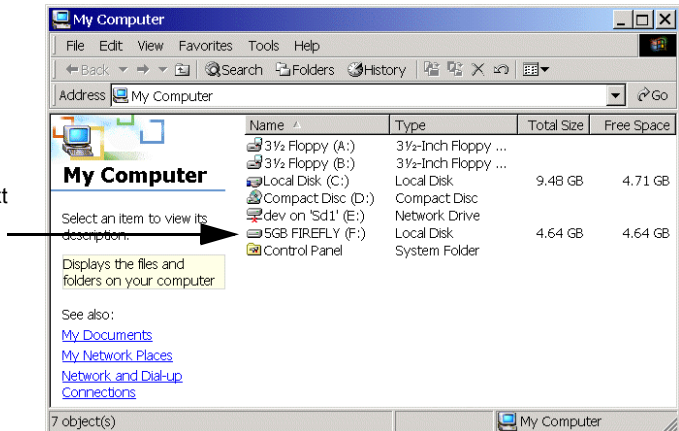 My Computer
File Edit View Favorites Tools Help
Back Search Folders History
Address My Computer Go
Name Type Total Size Free Space
3½ Floppy (A:) 3½-Inch Floppy ...
3½ Floppy (B:) 3½-Inch Floppy ...
My Computer
Local Disk (C:) Local Disk 9.48 GB 4.71 GB
Compact Disc (D:) Compact Disc
xt
Select an item to view its description.
dev on 'Sd1' (E:) Network Drive
5GB FIREFLY (F:) Local Disk 4.64 GB 4.64 GB
Control Panel System Folder
Displays the files and
folders on your computer
See also:
My Documents
My Network Places
Network and Dial-up
Connections
7 object(s) My Computer